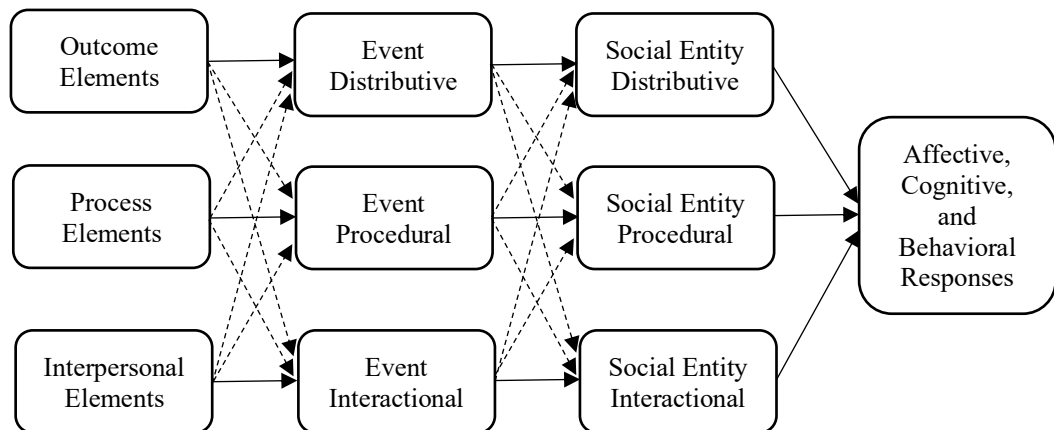 Outcome
Elements
Event
Distributive
Social Entity
Distributive
Process
Elements
Event
Procedural
Social Entity
Procedural
Affective,
Cognitive,
and
Behavioral
Responses
Interpersonal
Elements
Event
Interactional
Social Entity
Interactional